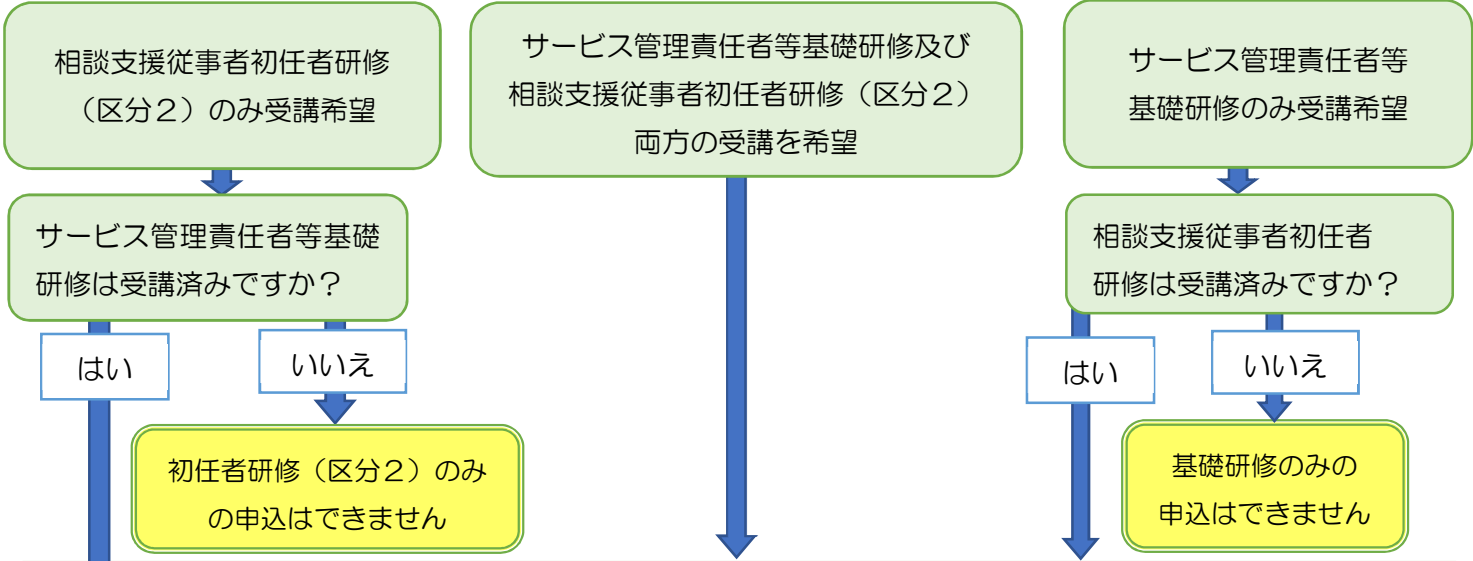 相談支援従事者初任者研修
（区分２）のみ受講希望
サービス管理責任者等基礎研修及び
相談支援従事者初任者研修（区分２）
両方の受講を希望
サービス管理責任者等
基礎研修のみ受講希望
サービス管理責任者等基礎
研修は受講済みですか？
相談支援従事者初任者
研修は受講済みですか？
はい
いいえ
はい
いいえ
初任者研修（区分２）のみ
の申込はできません
基礎研修のみの
申込はできません